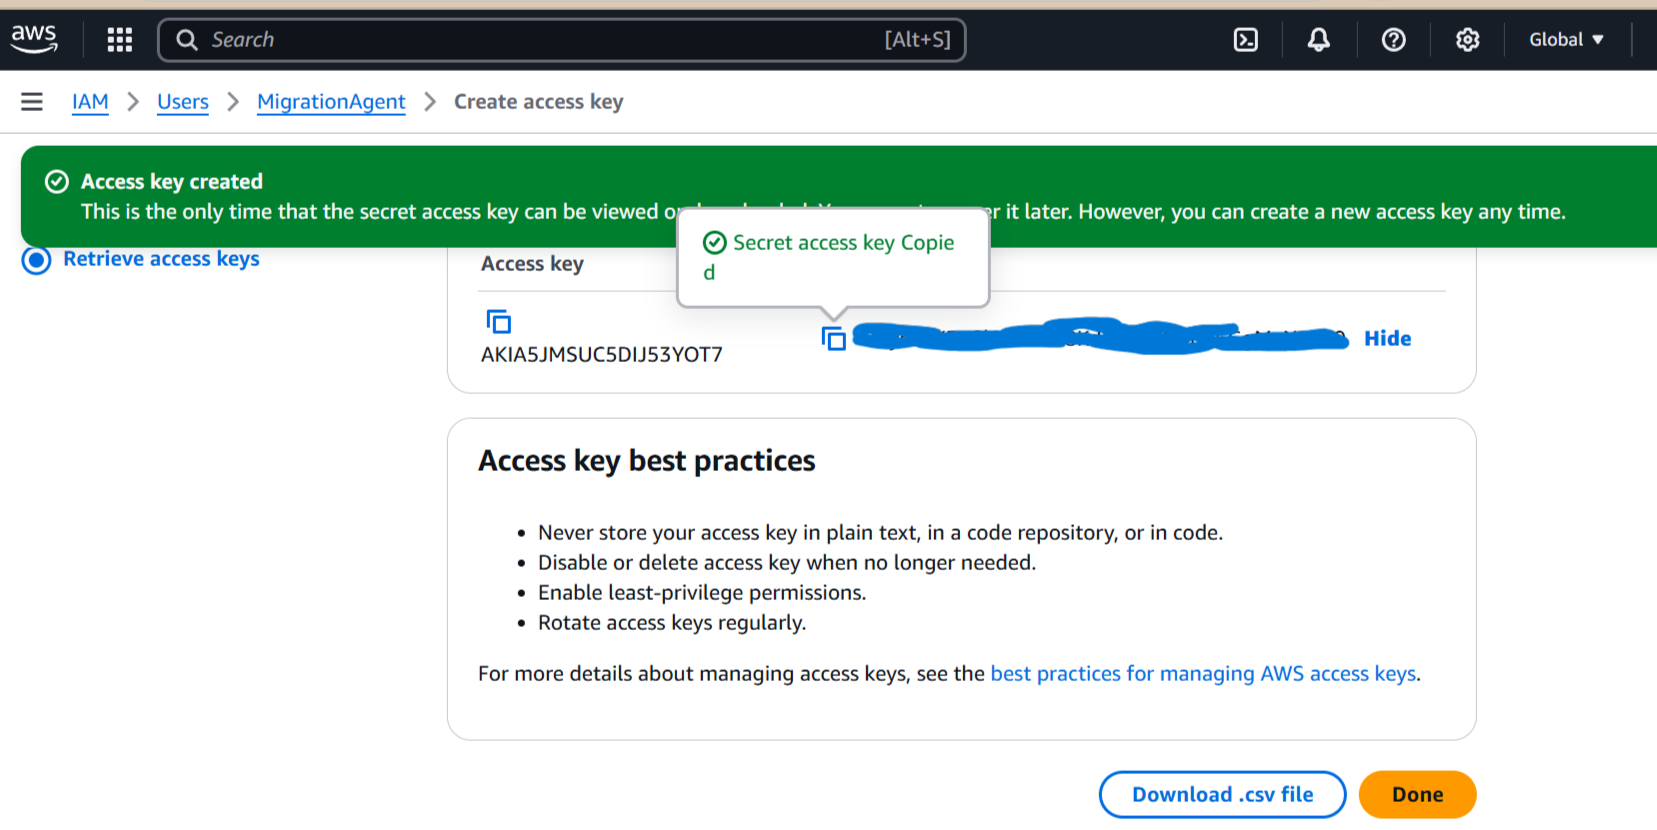 aws
Search [Alt+S]
Global
IAM > Users > MigrationAgent > Create access key
Access key created
This is the only time that the secret access key can be viewed it later. However, you can create a new access key any time.
Secret access key Copie
d
Retrieve access keys
Access key
AKIA5JMSUC5DIJ53YOT7
Hide
Access key best practices
• Never store your access key in plain text, in a code repository, or in code.
• Disable or delete access key when no longer needed.
• Enable least-privilege permissions.
• Rotate access keys regularly.
For more details about managing access keys, see the best practices for managing AWS access keys.
Download .csv file
Done